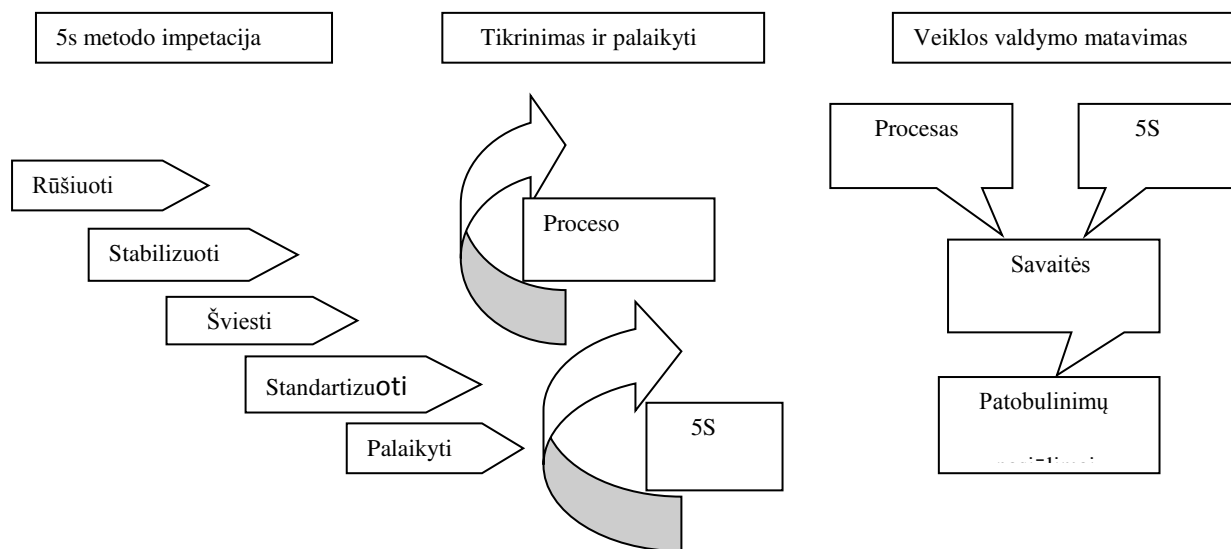 5s metodo impetacija
Tikrinimas ir palaikyti
Veiklos valdymo matavimas
Rūšiuoti
Stabilizuoti
Šviesti
Standartizuoti
Palaikyti
Proceso
5S
Procesas
5S
Savaitės
Patobulinimų